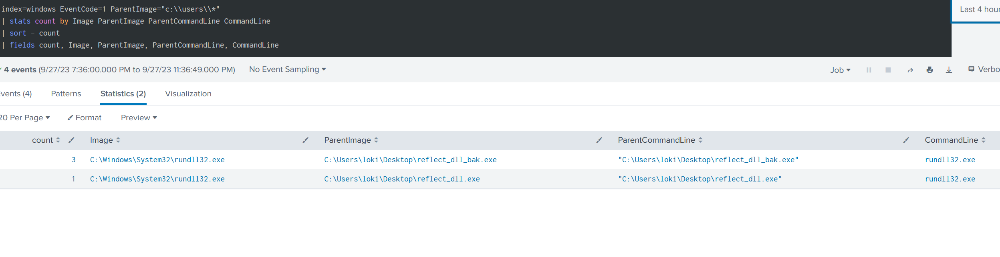 index=windows EventCode=1 ParentImage="c:\\users\\*"
| stats count by Image ParentImage ParentCommandLine CommandLine
| sort - count
| fields count, Image, ParentImage, ParentCommandLine, CommandLine
Last 4 hour
4 events (9/27/23 7:36:00.000 PM to 9/27/23 11:36:49.000 PM) No Event Sampling Job Verbo
Events (4) Patterns Statistics (2) Visualization
20 Per Page Format Preview
count Image ParentImage ParentCommandLine CommandLine
3 C:\Windows\System32\rundll32.exe C:\Users\loki\Desktop\reflect_dll_bak.exe "C:\Users\loki\Desktop\reflect_dll_bak.exe" rundll32.exe
1 C:\Windows\System32\rundll32.exe C:\Users\loki\Desktop\reflect_dll.exe "C:\Users\loki\Desktop\reflect_dll.exe" rundll32.exe